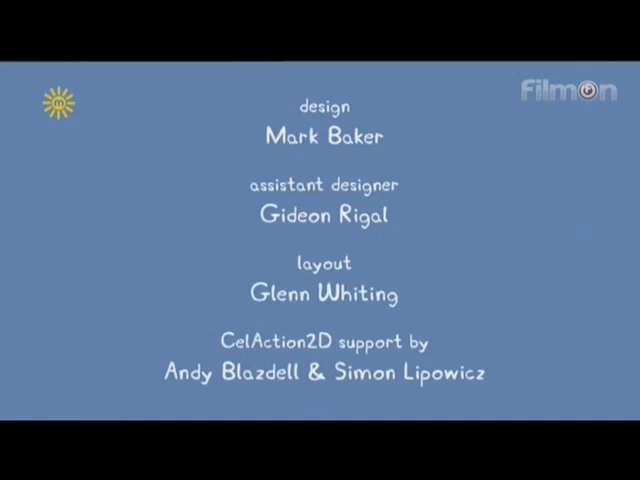 FilmOn
design
Mark Baker
assistant designer
Gideon Rigal
layout
Glenn Whiting
CelAction2D support by
Andy Blazdell & Simon Lipowicz